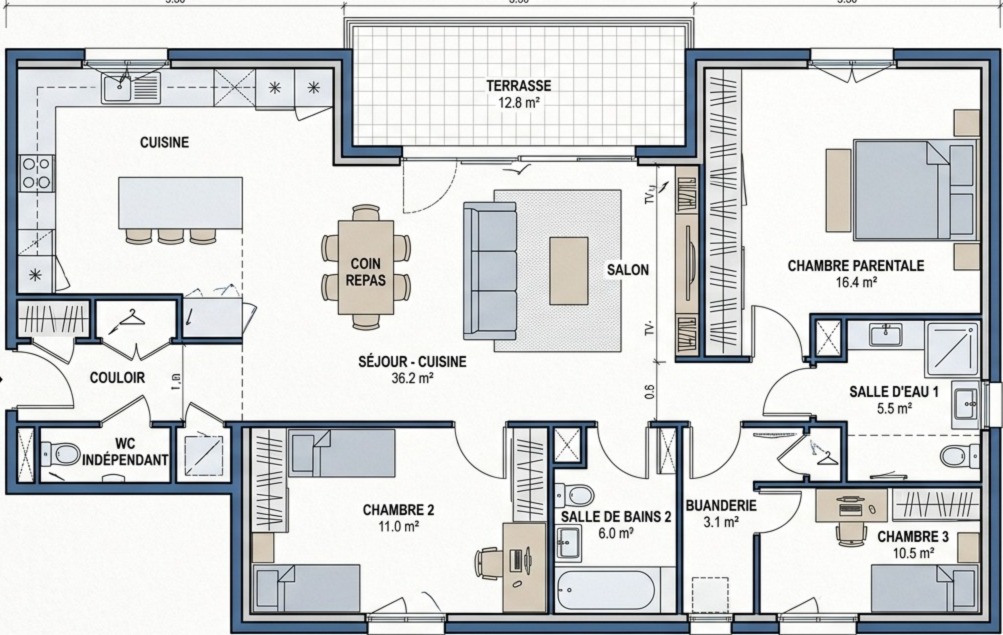 TERRASSE
12.8 m²
CUISINE
COIN
REPAS
SALON
TV
TV
CHAMBRE PARENTALE
16.4 m²
SÉJOUR - CUISINE
36.2 m²
COULOIR
0.6
SALLE D'EAU 1
5.5 m²
WC
INDÉPENDANT
CHAMBRE 2
11.0 m²
SALLE DE BAINS 2
6.0 m²
BUANDERIE
3.1 m²
CHAMBRE 3
10.5 m²